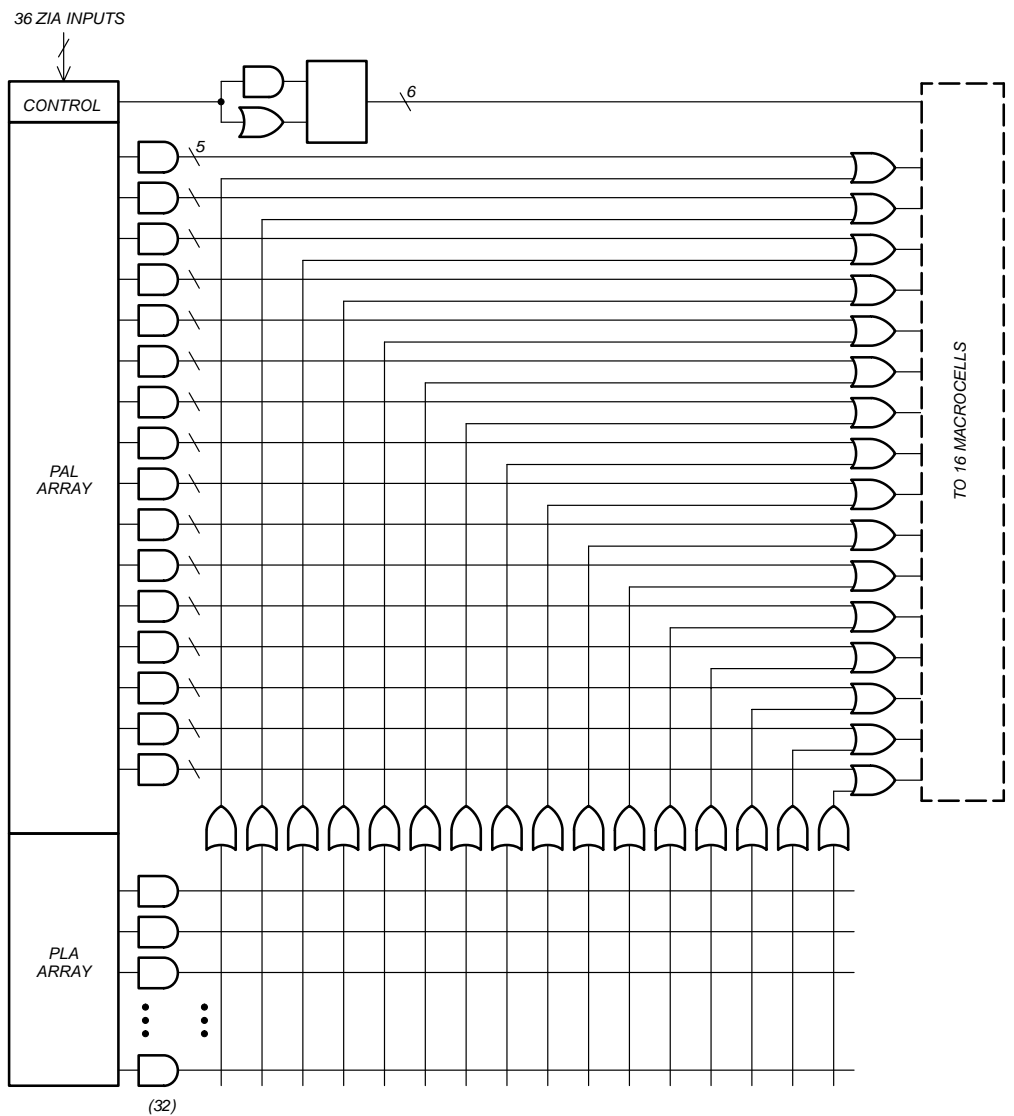 36 ZIA INPUTS
CONTROL
6
5
PAL
ARRAY
TO 16 MACROCELLS
PLA
ARRAY
(32)